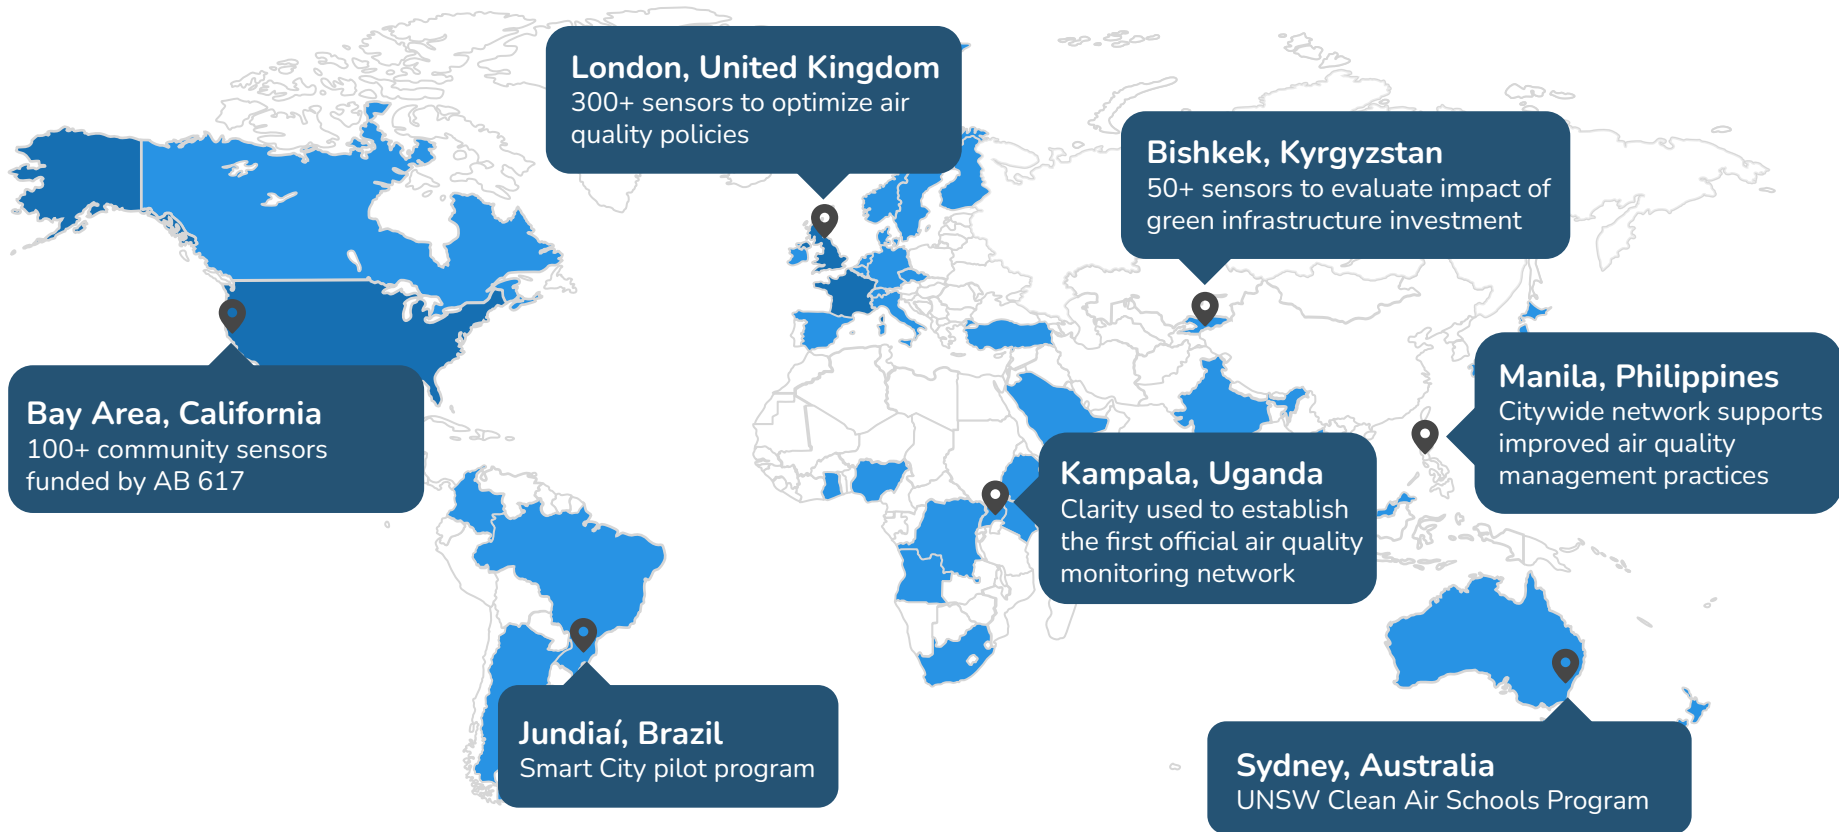 London, United Kingdom
300+ sensors to optimize air
quality policies
Bishkek, Kyrgyzstan
50+ sensors to evaluate impact of
green infrastructure investment
Bay Area, California
100+ community sensors
funded by AB 617
Manila, Philippines
Citywide network supports
improved air quality
management practices
Kampala, Uganda
Clarity used to establish
the first official air quality
monitoring network
Jundiaí, Brazil
Smart City pilot program
Sydney, Australia
UNSW Clean Air Schools Program